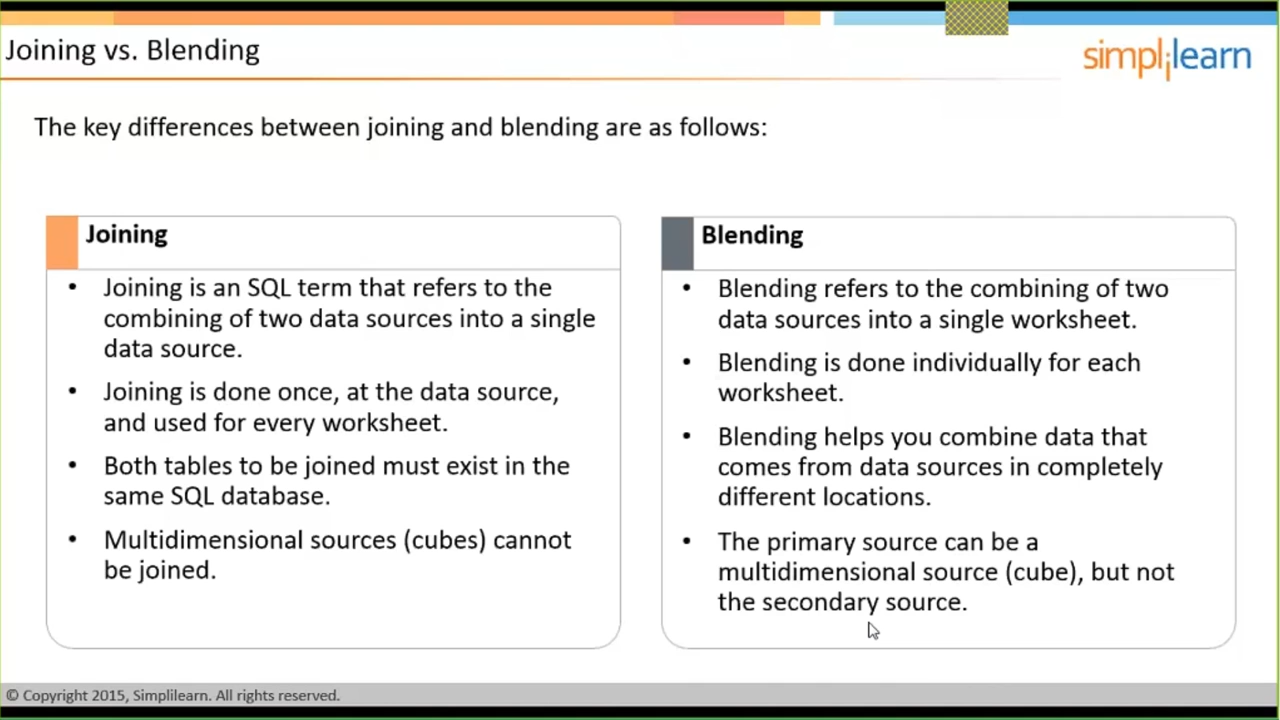 Joining vs. Blending
simplilearn
The key differences between joining and blending are as follows:
Joining
• Joining is an SQL term that refers to the
combining of two data sources into a single
data source.
• Joining is done once, at the data source,
and used for every worksheet.
• Both tables to be joined must exist in the
same SQL database.
• Multidimensional sources (cubes) cannot
be joined.
Blending
• Blending refers to the combining of two
data sources into a single worksheet.
• Blending is done individually for each
worksheet.
• Blending helps you combine data that
comes from data sources in completely
different locations.
• The primary source can be a
multidimensional source (cube), but not
the secondary source.
© Copyright 2015, Simplilearn. All rights reserved.